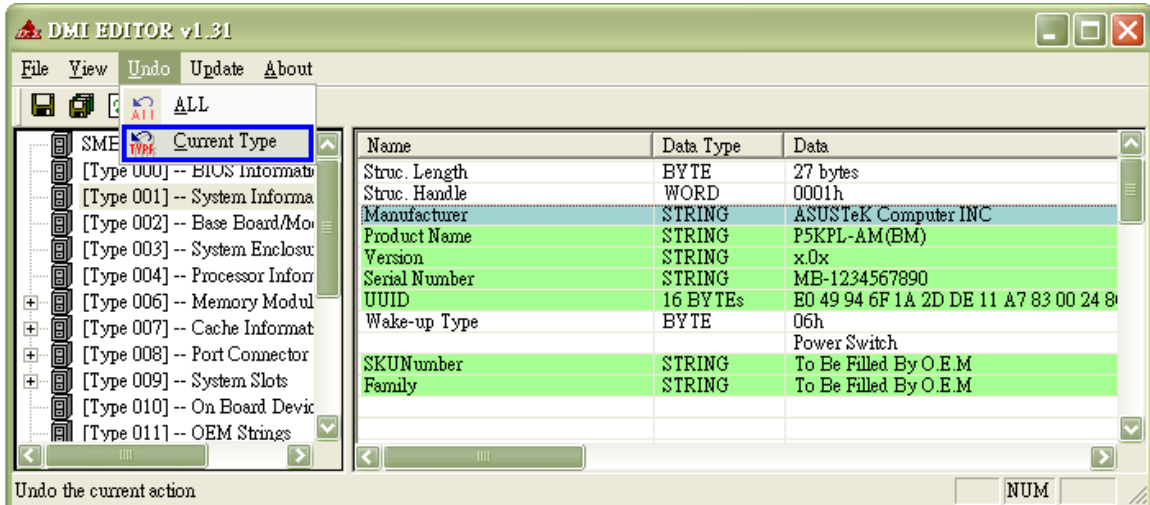 DMI EDITOR v1.31
File View Undo Update About
ALL
Current Type
SME
[Type 000] -- BIOS Informati
[Type 001] -- System Informa
[Type 002] -- Base Board/Mo
[Type 003] -- System Enclosu
[Type 004] -- Processor Inform
[Type 006] -- Memory Modul
[Type 007] -- Cache Informat
[Type 008] -- Port Connector
[Type 009] -- System Slots
[Type 010] -- On Board Devic
[Type 011] -- OEM Strings
Name Data Type Data
Struc. Length BYTE 27 bytes
Struc. Handle WORD 0001h
Manufacturer STRING ASUSTeK Computer INC
Product Name STRING P5KPL-AM(BM)
Version STRING x.0x
Serial Number STRING MB-1234567890
UUID 16 BYTEs E0 49 94 6F 1A 2D DE 11 A7 83 00 24 8
Wake-up Type BYTE 06h
Power Switch
SKUNumber STRING To Be Filled By O.E.M
Family STRING To Be Filled By O.E.M
Undo the current action NUM